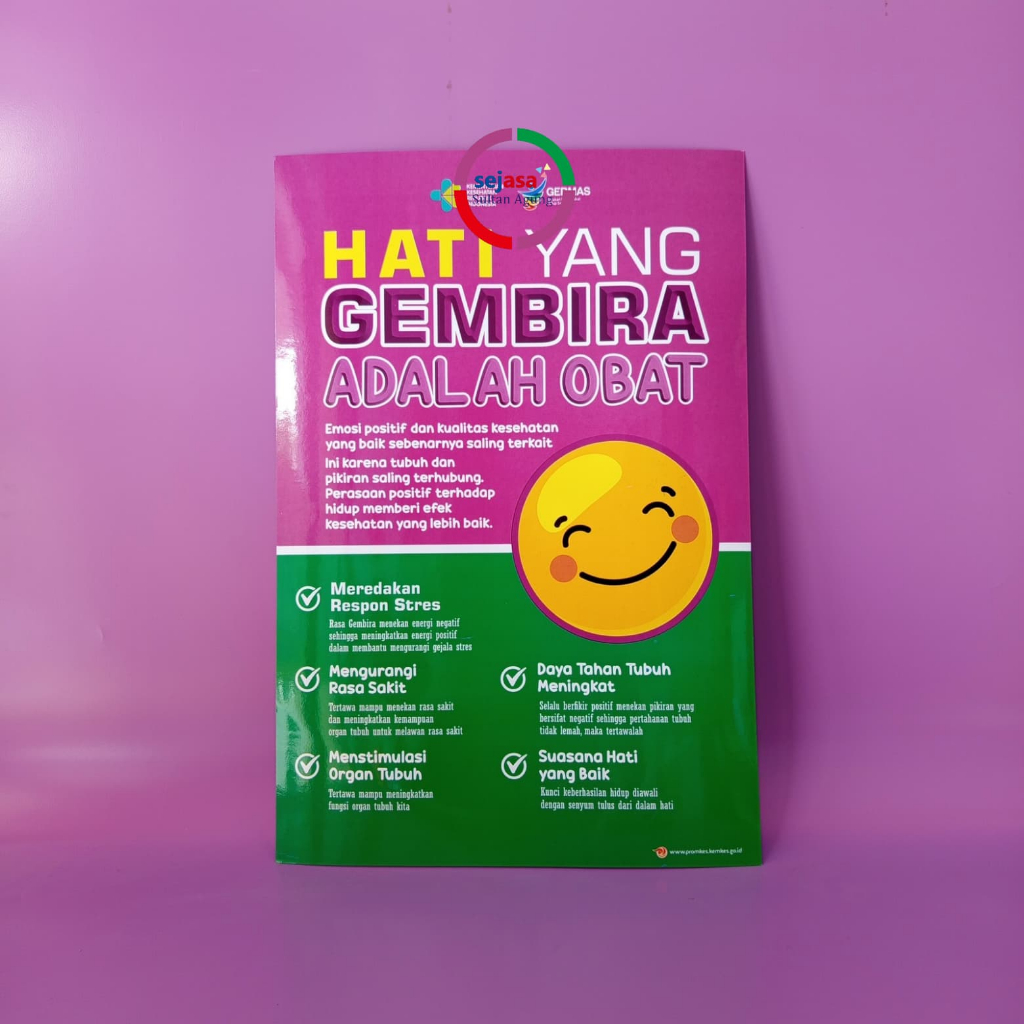 sejasa
Sultan Agung
KESEHATAN
GERMAS
HATI YANG
GEMBIRA
ADALAH OBAT
Emosi positif dan kualitas kesehatan
yang baik sebenarnya saling terkait
Ini karena tubuh dan
pikiran saling terhubung.
Perasaan positif terhadap
hidup memberi efek
kesehatan yang lebih baik.
Meredakan
Respon Stres
Rasa Gembira menekan energi negatif
sehingga meningkatkan energi positif
dalam membantu mengurangi gejala stres
Mengurangi
Rasa Sakit
Tertawa mampu menekan rasa sakit
dan meningkatkan kemampuan
organ tubuh untuk melawan rasa sakit
Menstimulasi
Organ Tubuh
Tertawa mampu meningkatkan
fungsi organ tubuh kita
Daya Tahan Tubuh
Meningkat
Selalu berfikir positif menekan pikiran yang
bersifat negatif sehingga pertahanan tubuh
tidak lemah, maka tertawalah
Suasana Hati
yang Baik
Kunci keberhasilan hidup diawali
dengan senyum tulus dari dalam hati
www.promkes.kemkes.go.id